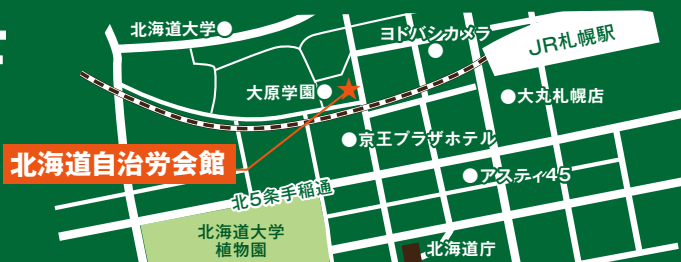 北海道大学
ヨドバシカメラ
JR札幌駅
大原学園
大丸札幌店
京王プラザホテル
北海道自治労会館
アスティ45
北5条手稲通
北海道大学
植物園
北海道庁